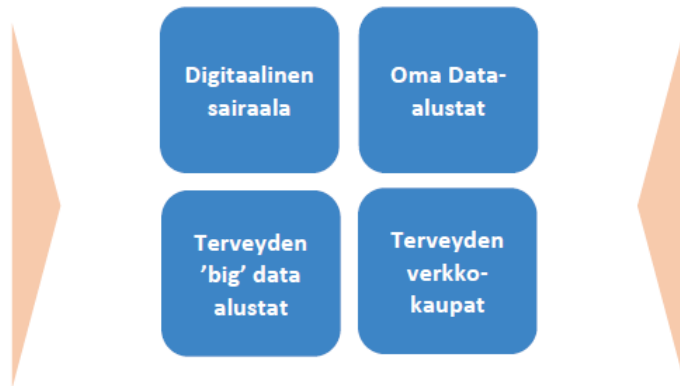 Digitaalinen
sairaala
Oma Data-
alustat
Terveyden
’big’ data
alustat
Terveyden
verkko-
kaupat